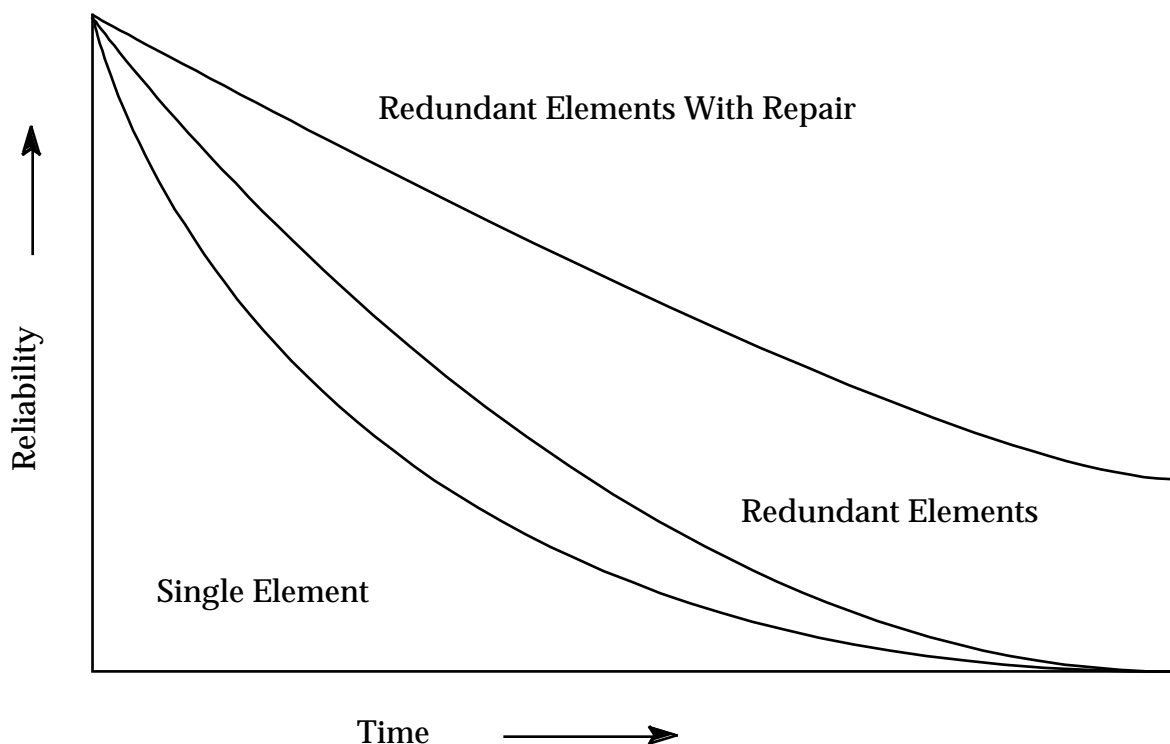 Redundant Elements With Repair
Reliability
Redundant Elements
Single Element
Time